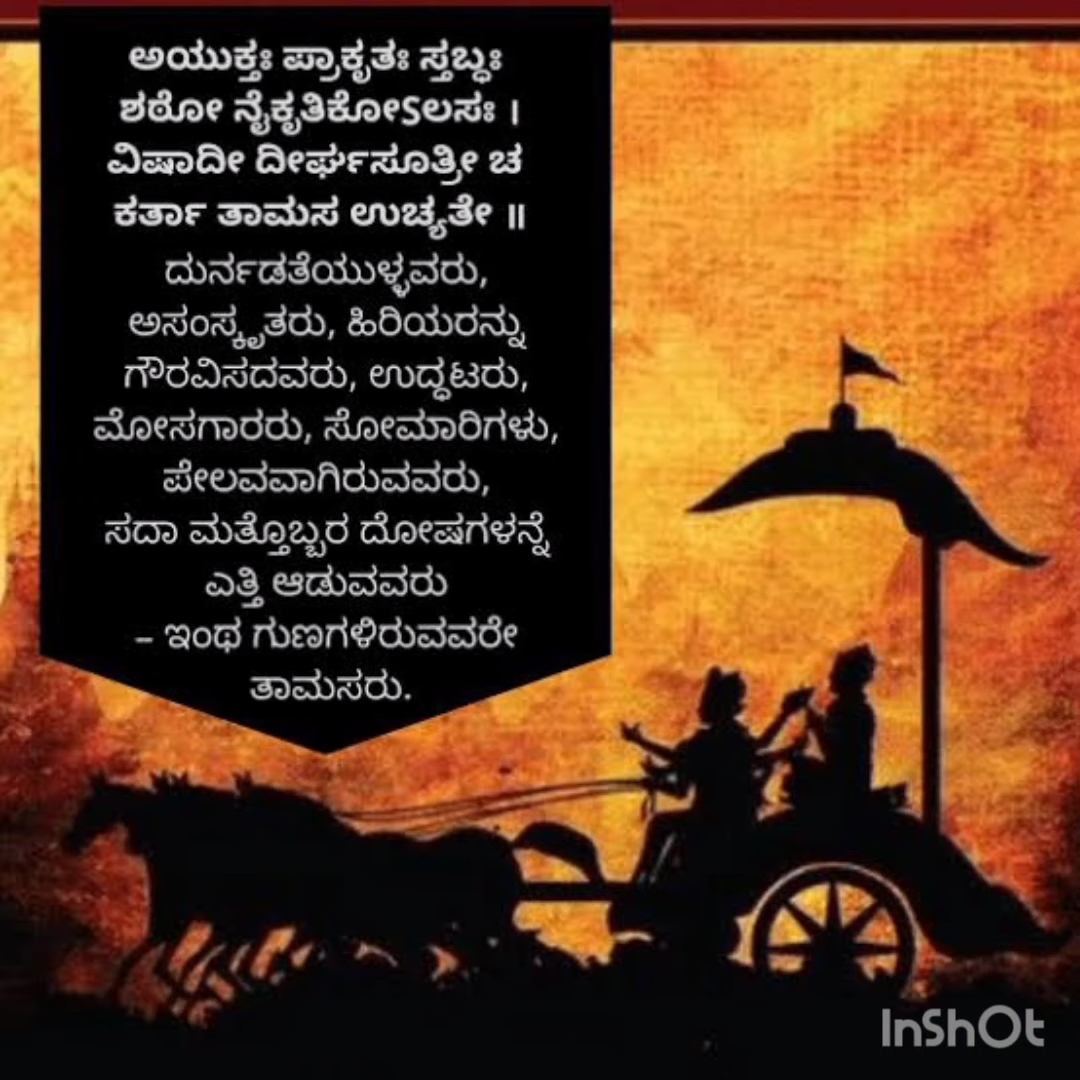 ಅಯುಕ್ತಃ ಪ್ರಾಕೃತಃ ಸ್ತಬ್ಧಃ
ಶಠೋ ನೈಕೃತಿಕೋSಲಸಃ ।
ವಿಷಾದೀ ದೀರ್ಘಸೂತ್ರೀ ಚ
ಕರ್ತಾ ತಾಮಸ ಉಚ್ಯತೇ ॥
ದುರ್ನಡತೆಯುಳ್ಳವರು,
ಅಸಂಸ್ಕೃತರು, ಹಿರಿಯರನ್ನು
ಗೌರವಿಸದವರು, ಉದ್ಧಟರು,
ಮೋಸಗಾರರು, ಸೋಮಾರಿಗಳು,
ಪೇಲವವಾಗಿರುವವರು,
ಸದಾ ಮತ್ತೊಬ್ಬರ ದೋಷಗಳನ್ನೆ
ಎತ್ತಿ ಆಡುವವರು
– ಇಂಥ ಗುಣಗಳಿರುವವರೇ
ತಾಮಸರು.
InShOt